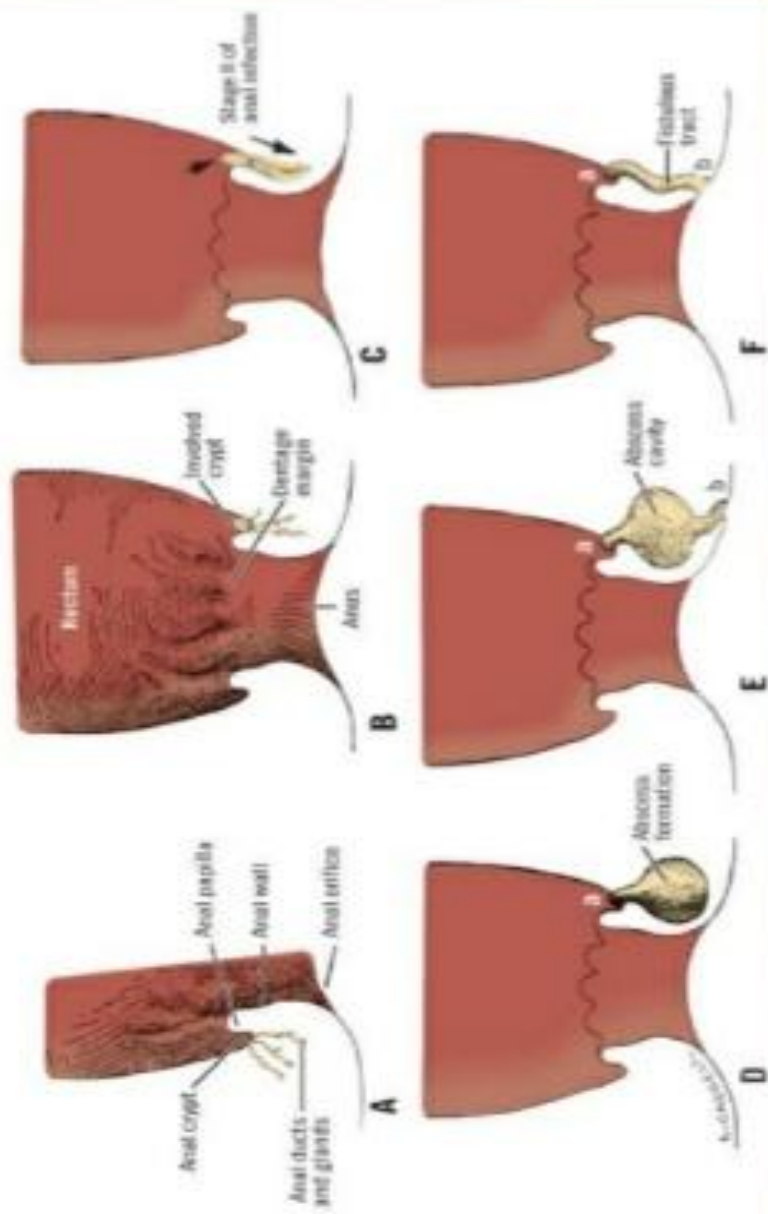 Anal papilla
Anal wall
Anal orifice
Anal crypt
Anal ducts
and glands
A
Rectum
Involved
crypt
Dentate
margin
Anus
B
Stage II of
anal infection
C
a
Abscess
formation
D
a
Abscess
cavity
b
E
a
Fistulous
tract
b
F